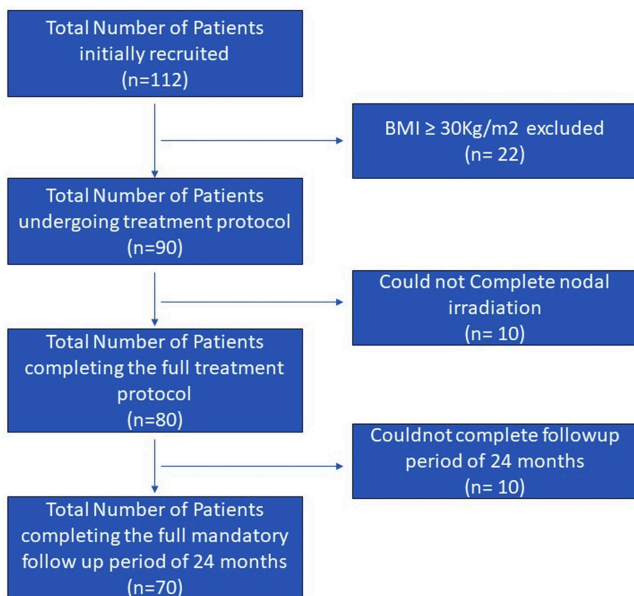 Total Number of Patients
initially recruited
(n=112)
BMI ≥ 30Kg/m2 excluded
(n= 22)
Total Number of Patients
undergoing treatment protocol
(n=90)
Could not Complete nodal
irradiation
(n= 10)
Total Number of Patients
completing the full treatment
protocol
(n=80)
Couldnot complete followup
period of 24 months
(n= 10)
Total Number of Patients
completing the full mandatory
follow up period of 24 months
(n=70)